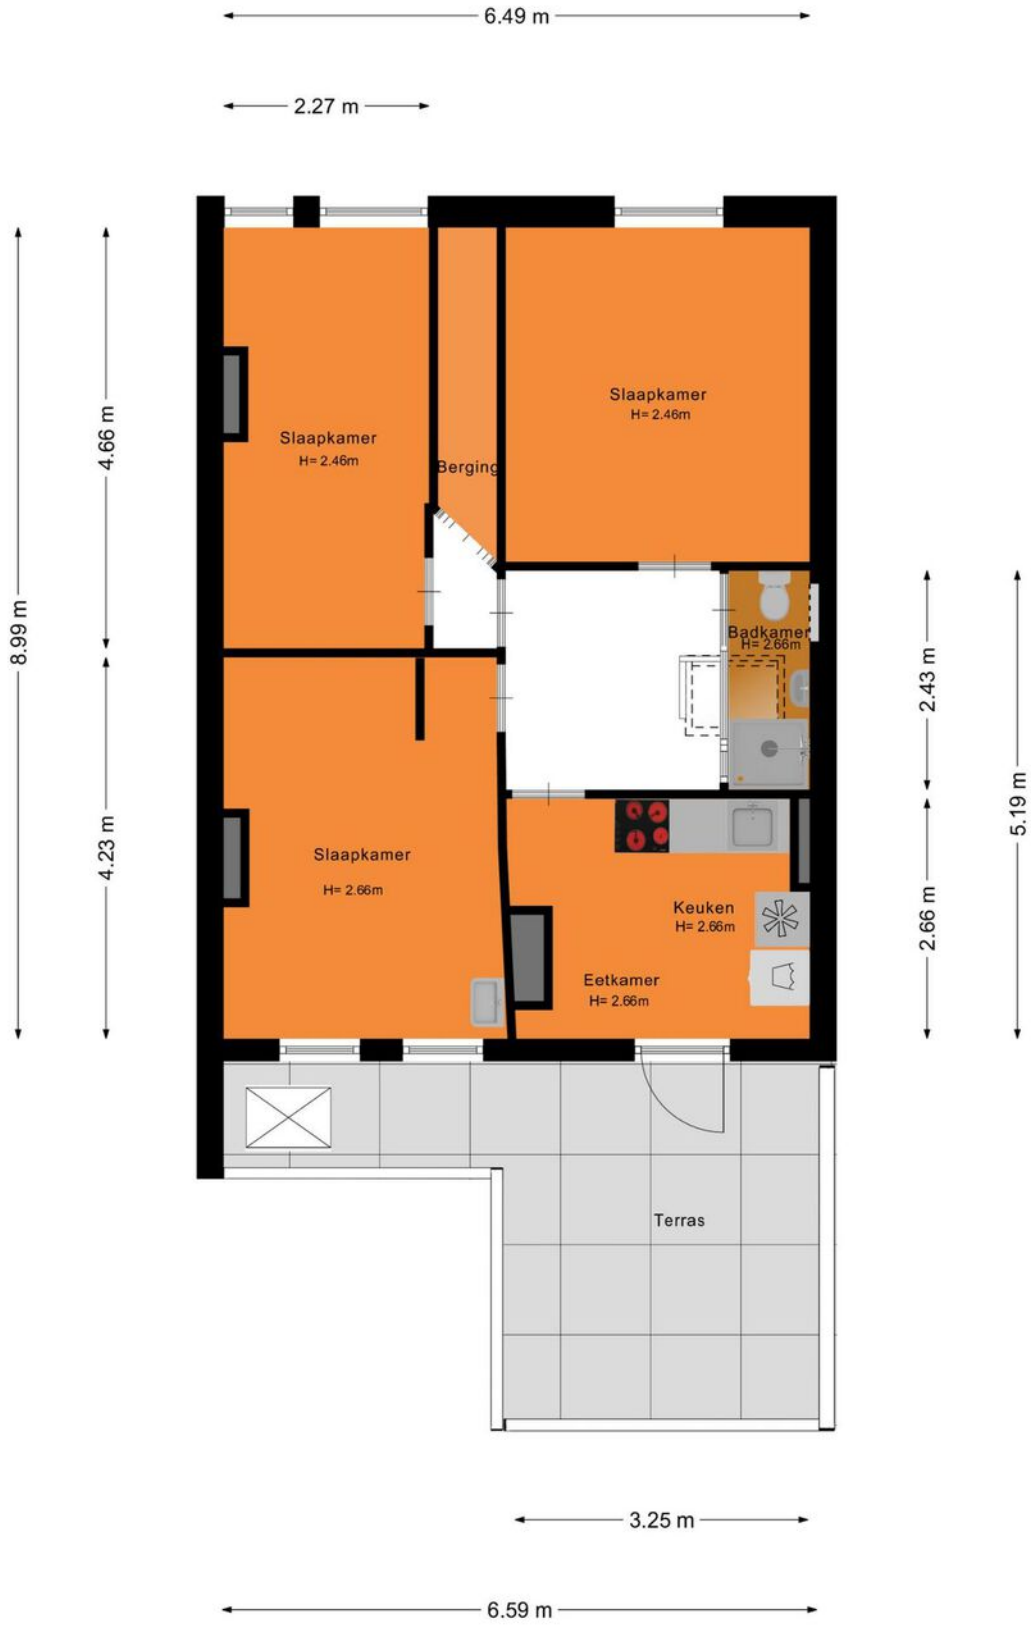 6.49 m
2.27 m
Slaapkamer
H= 2.46m
Slaapkamer
H= 2.46m
Berging
4.66 m
8.99 m
Badkamer
H= 2.66m
2.43 m
5.19 m
4.23 m
Slaapkamer
H= 2.66m
Keuken
H= 2.66m
2.66 m
Eetkamer
H= 2.66m
Terras
3.25 m
6.59 m